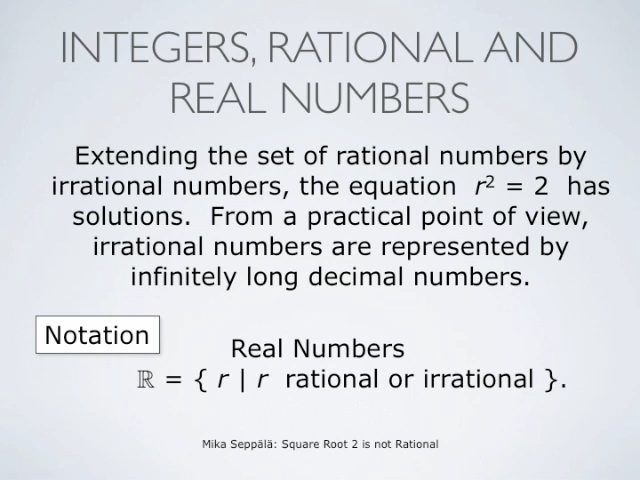 INTEGERS, RATIONAL AND
REAL NUMBERS
Extending the set of rational numbers by
irrational numbers, the equation r² = 2 has
solutions. From a practical point of view,
irrational numbers are represented by
infinitely long decimal numbers.
Notation
Real Numbers
ℝ = { r | r rational or irrational }.
Mika Seppälä: Square Root 2 is not Rational